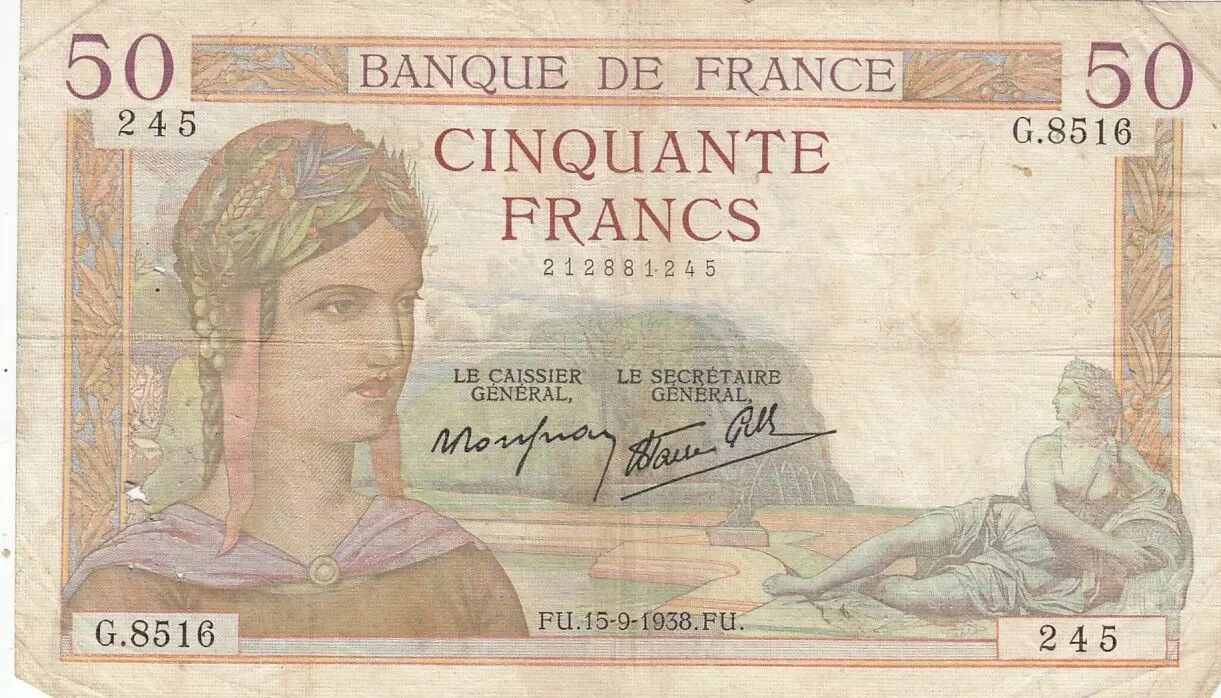 50 BANQUE DE FRANCE 50
245 G.8516
CINQUANTE
FRANCS
212881245
LE CAISSIER GÉNÉRAL,
LE SECRÉTAIRE GÉNÉRAL,
FU.15-9-1938.FU.
G.8516 245